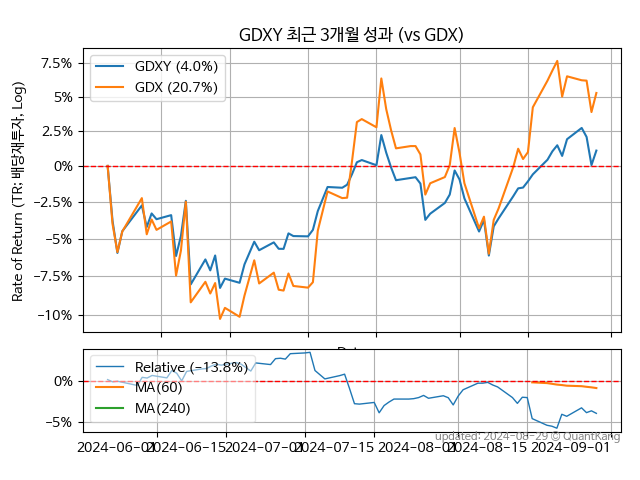 GDXY 최근 3개월 성과 (vs GDX)
Rate of Return (TR: 배당재투자, Log)
GDXY (4.0%)
GDX (20.7%)
7.5%
5%
2.5%
0%
−2.5%
−5%
−7.5%
−10%
Relative (−13.8%)
MA(60)
MA(240)
0%
−5%
updated: 2024-08-29 © QuantKang
2024-06-01
2024-06-15
2024-07-01
2024-07-15
2024-08-01
2024-08-15
2024-09-01